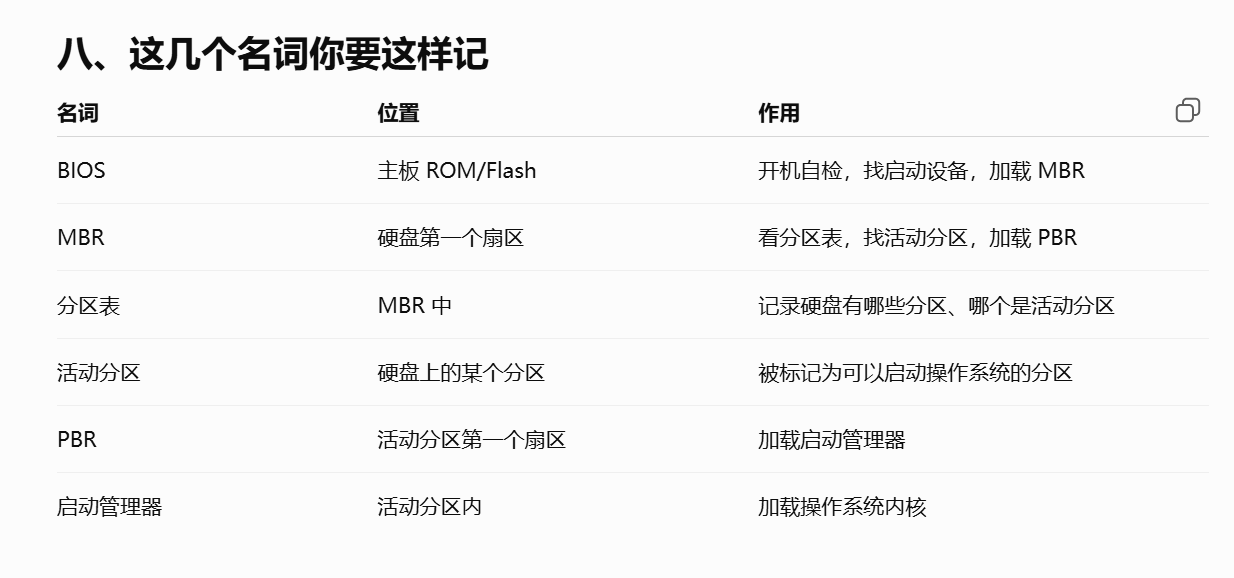 八、这几个名词你要这样记
名词 位置 作用
BIOS 主板 ROM/Flash 开机自检，找启动设备，加载 MBR
MBR 硬盘第一个扇区 看分区表，找活动分区，加载 PBR
分区表 MBR 中 记录硬盘有哪些分区、哪个是活动分区
活动分区 硬盘上的某个分区 被标记为可以启动操作系统的分区
PBR 活动分区第一个扇区 加载启动管理器
启动管理器 活动分区内 加载操作系统内核